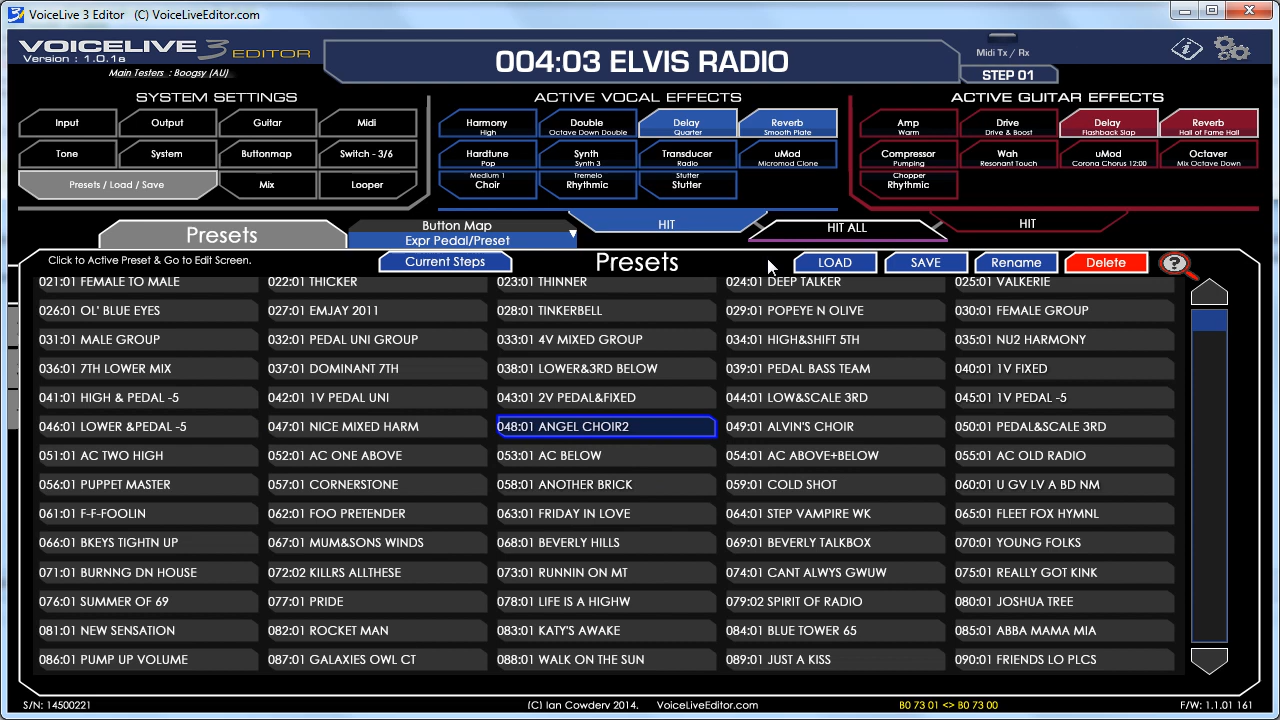 VoiceLive 3 Editor (C) VoiceLiveEditor.com
VOICELIVE 3 EDITOR
Version : 1.0.1a
Main Testers : Boogsy (AU)
004:03 ELVIS RADIO
Midi Tx / Rx
STEP 01
SYSTEM SETTINGS
Input Output Guitar Midi
Tone System Buttonmap Switch - 3/6
Presets / Load / Save Mix Looper
ACTIVE VOCAL EFFECTS
Harmony Double Delay Reverb
High Octave Down Double Quarter Smooth Plate
Hardtune Synth Transducer uMod
Pop Synth 3 Radio Micromod Clone
Medium 1 Tremelo Stutter
Choir Rhythmic Stutter
ACTIVE GUITAR EFFECTS
Amp Drive Delay Reverb
Warm Drive & Boost Flashback Slap Hall of Fame Hall
Compressor Wah uMod Octaver
Pumping Resonant Touch Corona Chorus 12:00 Mix Octave Down
Chopper
Rhythmic
Presets
Button Map
Expr Pedal/Preset
HIT
HIT ALL
HIT
Click to Active Preset & Go to Edit Screen.
Current Steps
Presets
LOAD SAVE Rename Delete ?
021:01 FEMALE TO MALE 022:01 THICKER 023:01 THINNER 024:01 DEEP TALKER 025:01 VALKERIE
026:01 OL' BLUE EYES 027:01 EMJAY 2011 028:01 TINKERBELL 029:01 POPEYE N OLIVE 030:01 FEMALE GROUP
031:01 MALE GROUP 032:01 PEDAL UNI GROUP 033:01 4V MIXED GROUP 034:01 HIGH&SHIFT 5TH 035:01 NU2 HARMONY
036:01 7TH LOWER MIX 037:01 DOMINANT 7TH 038:01 LOWER&3RD BELOW 039:01 PEDAL BASS TEAM 040:01 1V FIXED
041:01 HIGH & PEDAL -5 042:01 1V PEDAL UNI 043:01 2V PEDAL&FIXED 044:01 LOW&SCALE 3RD 045:01 1V PEDAL -5
046:01 LOWER &PEDAL -5 047:01 NICE MIXED HARM 048:01 ANGEL CHOIR2 049:01 ALVIN'S CHOIR 050:01 PEDAL&SCALE 3RD
051:01 AC TWO HIGH 052:01 AC ONE ABOVE 053:01 AC BELOW 054:01 AC ABOVE+BELOW 055:01 AC OLD RADIO
056:01 PUPPET MASTER 057:01 CORNERSTONE 058:01 ANOTHER BRICK 059:01 COLD SHOT 060:01 U GV LV A BD NM
061:01 F-F-FOOLIN 062:01 FOO PRETENDER 063:01 FRIDAY IN LOVE 064:01 STEP VAMPIRE WK 065:01 FLEET FOX HYMNL
066:01 BKEYS TIGHTN UP 067:01 MUM&SONS WINDS 068:01 BEVERLY HILLS 069:01 BEVERLY TALKBOX 070:01 YOUNG FOLKS
071:01 BURNNG DN HOUSE 072:02 KILLRS ALLTHESE 073:01 RUNNIN ON MT 074:01 CANT ALWYS GWUW 075:01 REALLY GOT KINK
076:01 SUMMER OF 69 077:01 PRIDE 078:01 LIFE IS A HIGHW 079:02 SPIRIT OF RADIO 080:01 JOSHUA TREE
081:01 NEW SENSATION 082:01 ROCKET MAN 083:01 KATY'S AWAKE 084:01 BLUE TOWER 65 085:01 ABBA MAMA MIA
086:01 PUMP UP VOLUME 087:01 GALAXIES OWL CT 088:01 WALK ON THE SUN 089:01 JUST A KISS 090:01 FRIENDS LO PLCS
S/N: 14500221 (C) Ian Cowdery 2014. VoiceLiveEditor.com B0 73 01 <> B0 73 00 F/W: 1.1.01 161